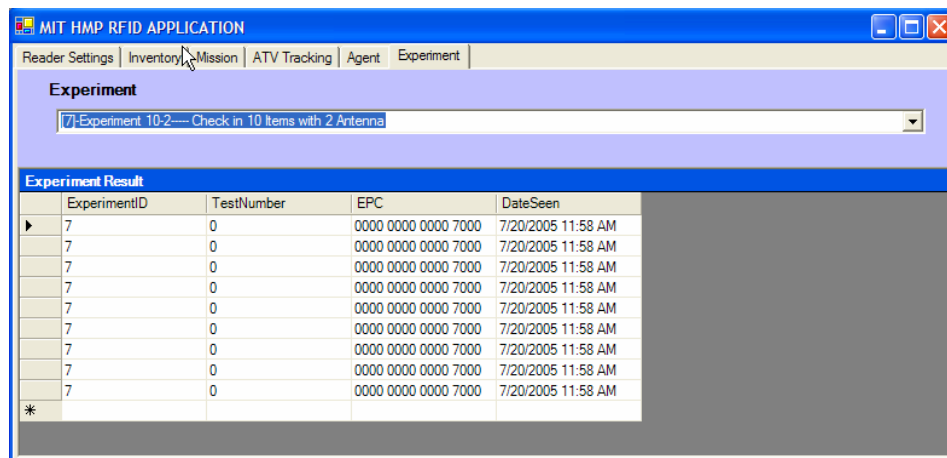 MIT HMP RFID APPLICATION
Reader Settings Inventory Mission ATV Tracking Agent Experiment
Experiment
[7]-Experiment 10-2---- Check in 10 Items with 2 Antenna
Experiment Result
ExperimentID TestNumber EPC DateSeen
7 0 0000 0000 0000 7000 7/20/2005 11:58 AM
7 0 0000 0000 0000 7000 7/20/2005 11:58 AM
7 0 0000 0000 0000 7000 7/20/2005 11:58 AM
7 0 0000 0000 0000 7000 7/20/2005 11:58 AM
7 0 0000 0000 0000 7000 7/20/2005 11:58 AM
7 0 0000 0000 0000 7000 7/20/2005 11:58 AM
7 0 0000 0000 0000 7000 7/20/2005 11:58 AM
7 0 0000 0000 0000 7000 7/20/2005 11:58 AM
7 0 0000 0000 0000 7000 7/20/2005 11:58 AM